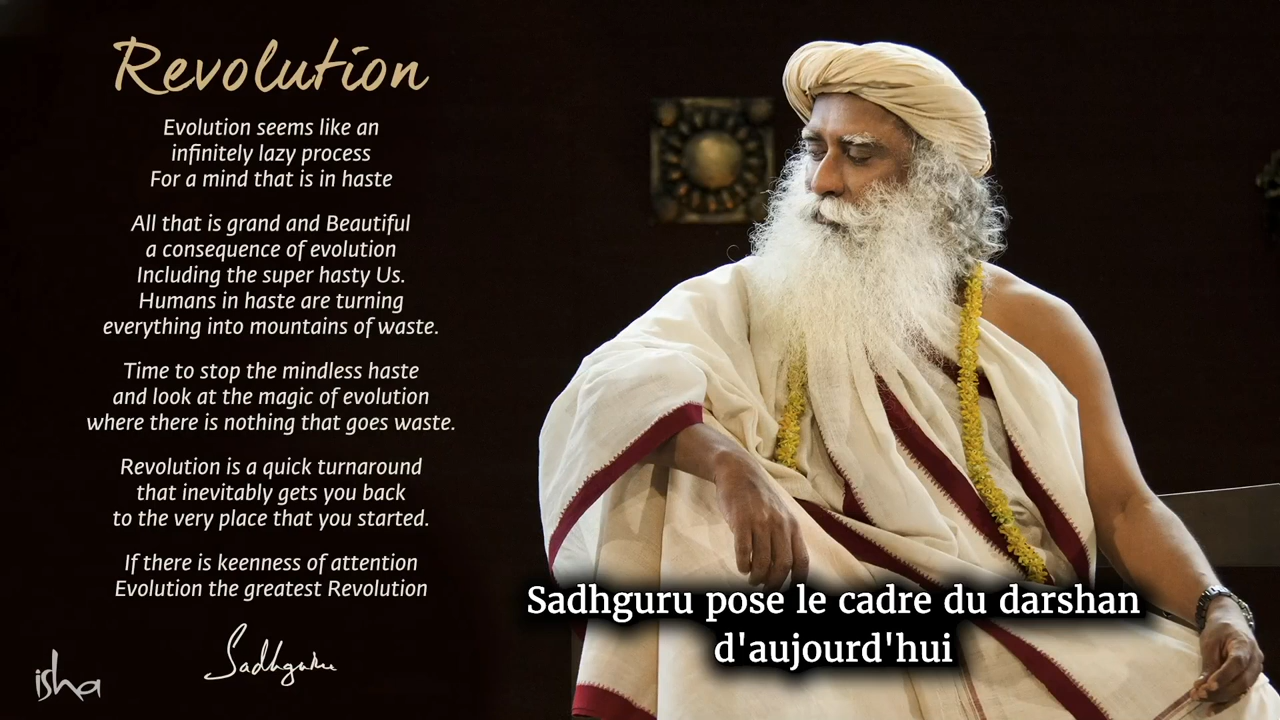 Revolution
Evolution seems like an
infinitely lazy process
For a mind that is in haste
All that is grand and Beautiful
a consequence of evolution
Including the super hasty Us.
Humans in haste are turning
everything into mountains of waste.
Time to stop the mindless haste
and look at the magic of evolution
where there is nothing that goes waste.
Revolution is a quick turnaround
that inevitably gets you back
to the very place that you started.
If there is keenness of attention
Evolution the greatest Revolution
Sadhguru
isha
Sadhguru pose le cadre du darshan
d'aujourd'hui